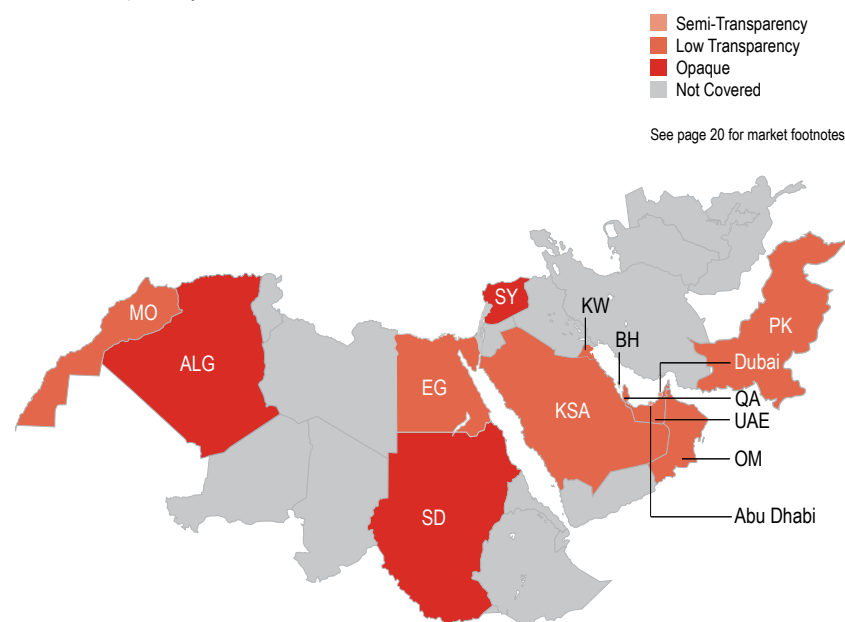 Semi-Transparency
Low Transparency
Opaque
Not Covered
See page 20 for market footnotes
MO
ALG
EG
SD
SY
KW
BH
KSA
PK
Dubai
QA
UAE
OM
Abu Dhabi